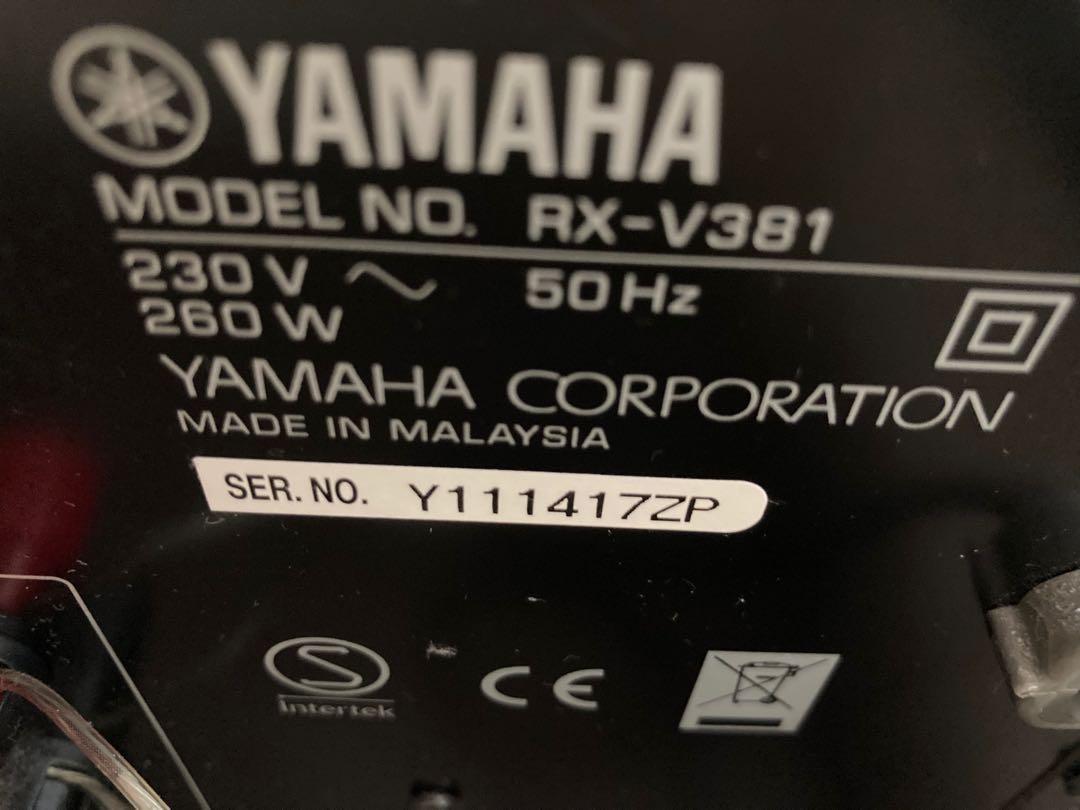 YAMAHA
MODEL NO. RX-V381
230 V ~ 50 Hz
260 W
YAMAHA CORPORATION
MADE IN MALAYSIA
SER. NO. Y111417ZP
S
Intertek
CE